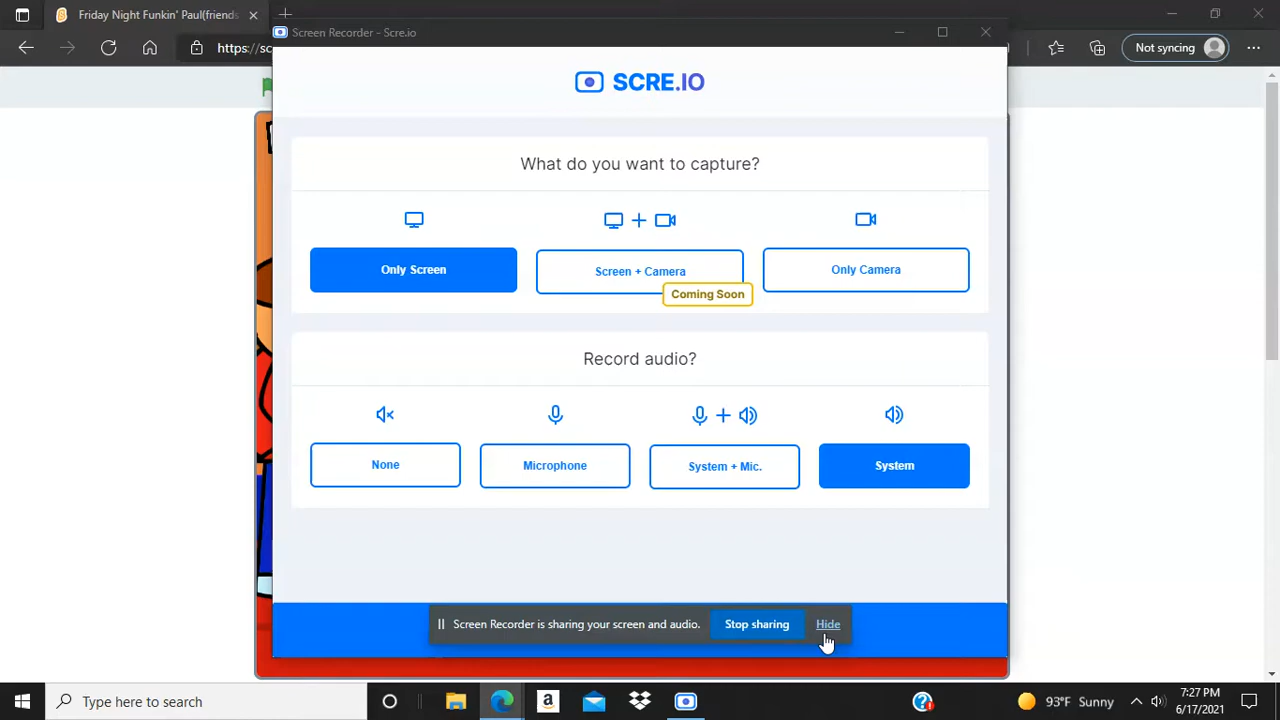 Friday Night Funkin' Paul(friends
Screen Recorder - Scre.io
https://sc
Not syncing
SCRE.IO
What do you want to capture?
Only Screen
Screen + Camera
Only Camera
Coming Soon
Record audio?
None
Microphone
System + Mic.
System
Screen Recorder is sharing your screen and audio.
Stop sharing
Hide
Type here to search
93°F Sunny
7:27 PM
6/17/2021